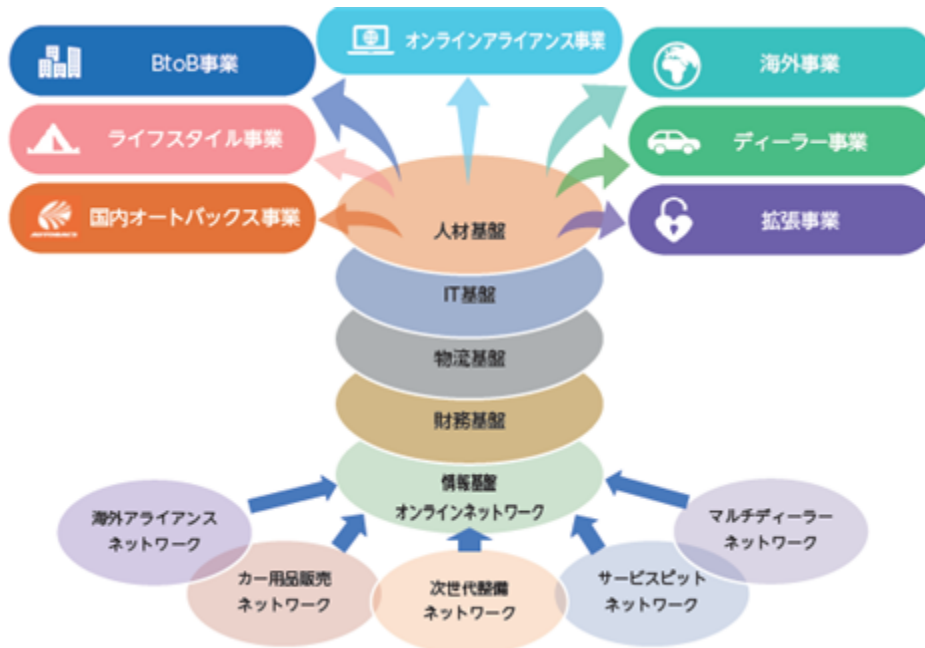 オンラインアライアンス事業
BtoB事業
海外事業
ライフスタイル事業
ディーラー事業
国内オートバックス事業
拡張事業
人材基盤
IT基盤
物流基盤
財務基盤
情報基盤
オンラインネットワーク
海外アライアンス
ネットワーク
マルチディーラー
ネットワーク
カー用品販売
ネットワーク
次世代整備
ネットワーク
サービスピット
ネットワーク